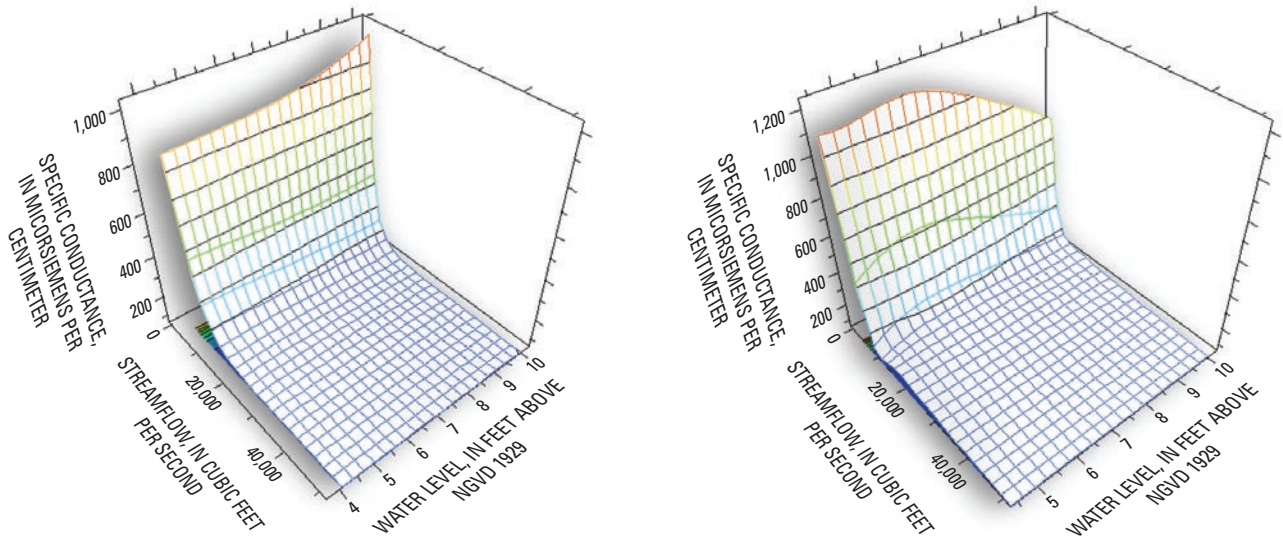 1,000
800
600
400
200
0
SPECIFIC CONDUCTANCE,
IN MICORSIEMENS PER
CENTIMETER
20,000
40,000
STREAMFLOW, IN CUBIC FEET
PER SECOND
4
5
6
7
8
9
10
WATER LEVEL, IN FEET ABOVE
NGVD 1929
1,200
1,000
800
600
400
200
0
SPECIFIC CONDUCTANCE,
IN MICORSIEMENS PER
CENTIMETER
20,000
40,000
STREAMFLOW, IN CUBIC FEET
PER SECOND
5
6
7
8
9
10
WATER LEVEL, IN FEET ABOVE
NGVD 1929